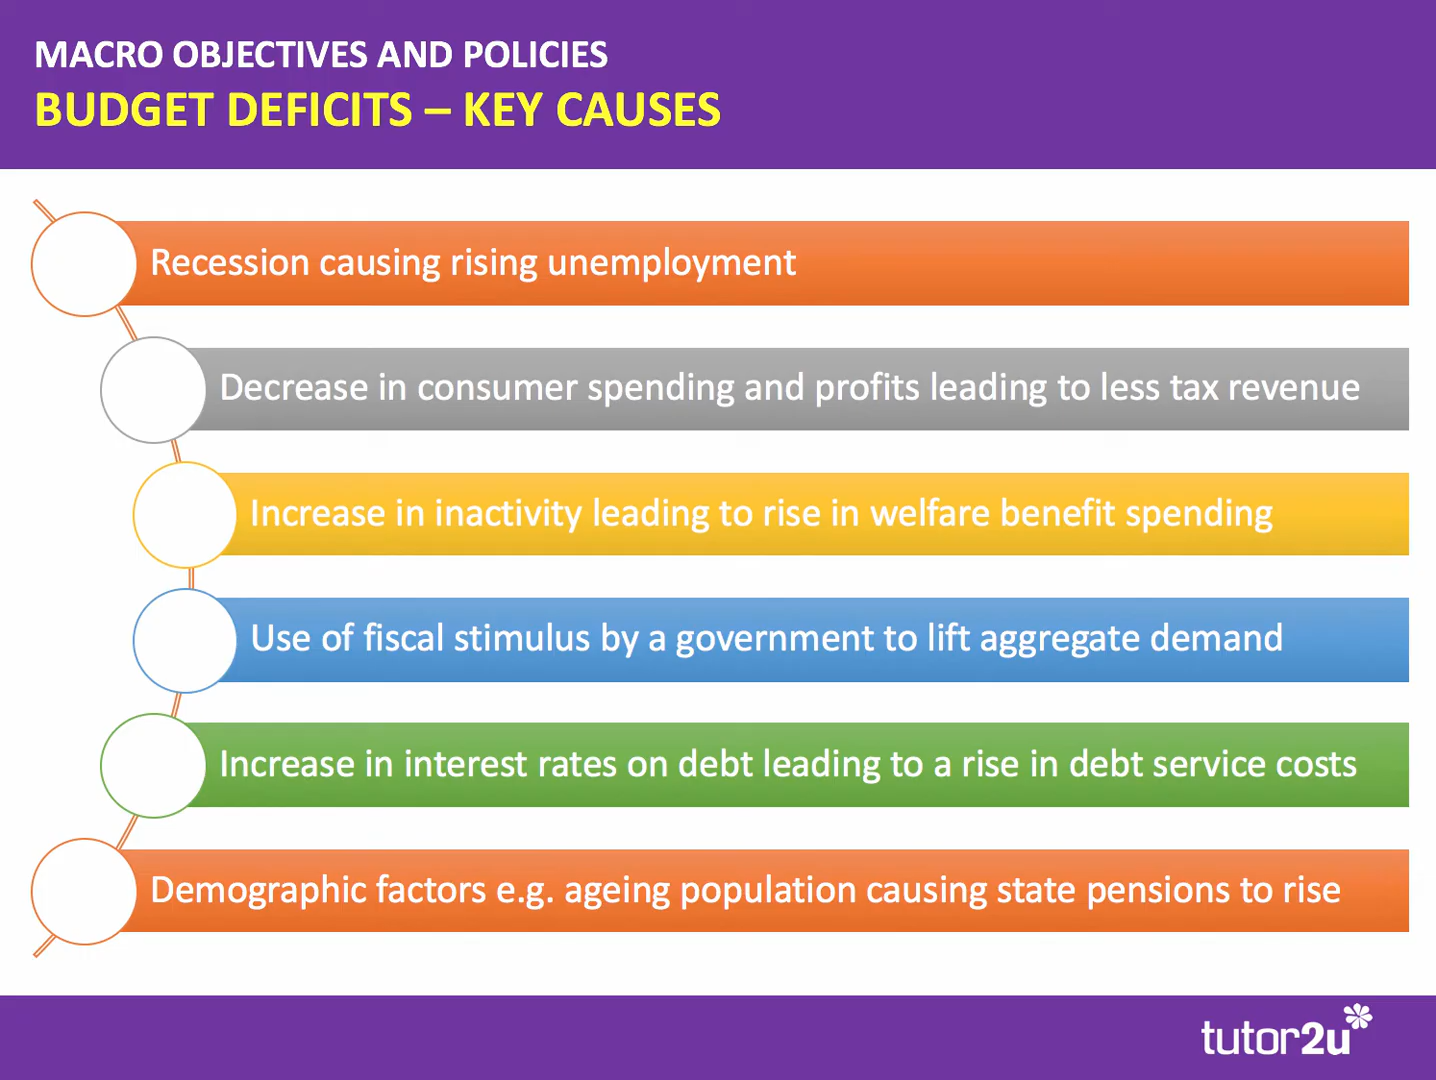 MACRO OBJECTIVES AND POLICIES
BUDGET DEFICITS – KEY CAUSES
Recession causing rising unemployment
Decrease in consumer spending and profits leading to less tax revenue
Increase in inactivity leading to rise in welfare benefit spending
Use of fiscal stimulus by a government to lift aggregate demand
Increase in interest rates on debt leading to a rise in debt service costs
Demographic factors e.g. ageing population causing state pensions to rise
tutor2u